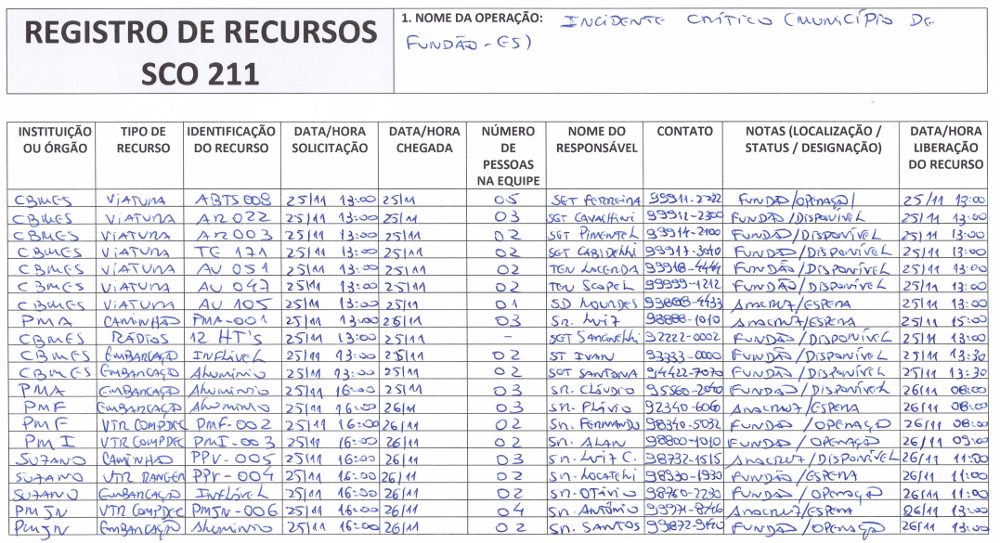 REGISTRO DE RECURSOS
SCO 211
1. NOME DA OPERAÇÃO: INCIDENTE CRÍTICO (MUNICÍPIO DE
FUNDÃO-ES)
INSTITUIÇÃO OU ÓRGÃO TIPO DE RECURSO IDENTIFICAÇÃO DO RECURSO DATA/HORA SOLICITAÇÃO DATA/HORA CHEGADA NÚMERO DE PESSOAS NA EQUIPE NOME DO RESPONSÁVEL CONTATO NOTAS (LOCALIZAÇÃO / STATUS / DESIGNAÇÃO) DATA/HORA LIBERAÇÃO DO RECURSO
CBMES VIATURA ABTS 25/11 13:00 25/11 05 SGT FERREIRA 99911-2222 FUNDÃO/OPERAÇÃO/ 25/11 13:00
CBMES VIATURA AR022 25/11 13:00 25/11 03 SGT CAVALHINI 99912-2300 FUNDÃO/DISPONÍVEL 25/11 13:00
CBMES VIATURA AR003 25/11 13:00 25/11 02 SGT PIMENTEL 99914-2100 FUNDÃO/DISPONÍVEL 25/11 13:00
CBMES VIATURA TE 171 25/11 13:00 25/11 02 SGT 99917-3040 FUNDÃO/DISPONÍVEL 25/11 13:00
CBMES VIATURA AU 051 25/11 13:00 25/11 02 TEN LACERDA 99918-4444 FUNDÃO/DISPONÍVEL 25/11 13:00
CBMES VIATURA AU 047 25/11 13:00 25/11 02 TEN SCOPEL 99999-1212 FUNDÃO/DISPONÍVEL 25/11 13:00
CBMES VIATURA AU 105 25/11 13:00 25/11 01 SD LOURDES 99888-4433 ARACRUZ/ESPERA 25/11 13:00
PMA CAMINHÃO PMA-001 25/11 13:00 25/11 03 SR. LUIZ 98888-1010 ARACRUZ/ESPERA 25/11 15:00
CBMES RÁDIOS 12 HT'S 25/11 13:00 25/11 - SGT 92222-0002 FUNDÃO/DISPONÍVEL 25/11 13:00
CBMES EMBARCAÇÃO INFLÁVEL 25/11 13:00 25/11 02 ST IVAN 93333-0000 FUNDÃO/DISPONÍVEL 25/11 13:30
CBMES EMBARCAÇÃO ALUMÍNIO 25/11 13:00 25/11 02 SGT SANTANA 94422-7070 FUNDÃO/DISPONÍVEL 25/11 13:30
PMA EMBARCAÇÃO ALUMÍNIO 25/11 16:00 25/11 03 SR. CLÁUDIO FUNDÃO/DISPONÍVEL 26/11 08:00
PMF EMBARCAÇÃO ALUMÍNIO 25/11 16:00 26/11 03 SR. FLÁVIO 92340-6060 ARACRUZ/ESPERA 26/11 08:00
PMF VTR COMPDEC PMF-002 25/11 16:00 26/11 02 SR. FERNANDO 98340-5032 FUNDÃO/OPERAÇÃO 26/11 08:00
PMI VTR COMPDEC PMI-003 25/11 16:00 26/11 02 SR. ALAN 98800-1010 FUNDÃO/OPERAÇÃO 26/11 09:00
SUZANO CAMINHÃO PPV-005 25/11 16:00 26/11 03 SR. LUIZ C. 98732-1515 ARACRUZ/DISPONÍVEL 26/11 11:00
SUZANO VTR RANGER PPV-004 25/11 16:00 26/11 02 SR. LOCATELI 98930-1930 FUNDÃO/ESPERA 26/11 11:00
SUZANO EMBARCAÇÃO INFLÁVEL 25/11 16:00 26/11 02 SR. OTÁVIO 98760-2230 FUNDÃO/OPERAÇÃO 26/11 11:00
PMJN VTR COMPDEC PMJN-006 25/11 16:00 26/11 04 SR. ANTÔNIO 99971-8746 ARACRUZ/ESPERA 26/11 13:00
PMJN EMBARCAÇÃO ALUMÍNIO 25/11 16:00 26/11 02 SR. SANTOS 99872-9140 FUNDÃO/OPERAÇÃO 26/11 13:00